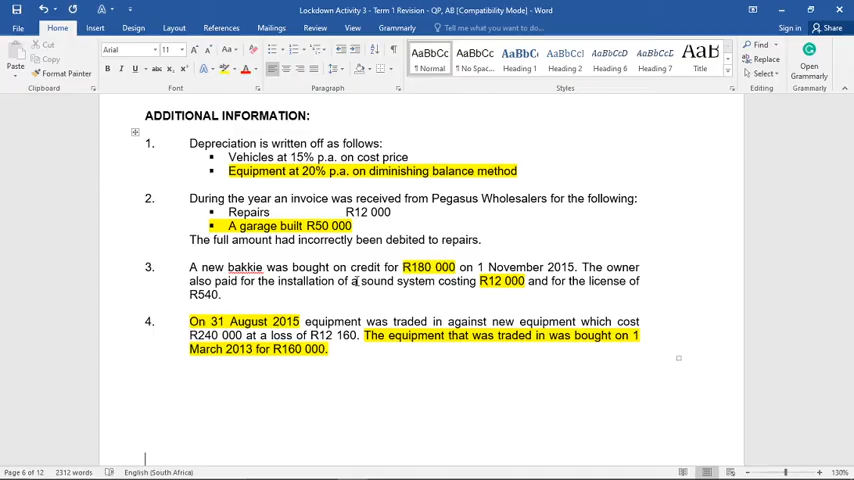 Lockdown Activity 3 - Term 1 Revision - QP, AB [Compatibility Mode] - Word
Sign in
Share
File
Home
Insert
Design
Layout
References
Mailings
Review
View
Grammarly
Tell me what you want to do...
Paste
Cut
Copy
Format Painter
Clipboard
Arial
11
Font
Paragraph
AaBbCc
¶ Normal
AaBbCc
¶ No Spac...
AaBbCc
Heading 1
AaBbCc
Heading 5
AaBbCc
Heading 6
AaBbCc
Heading 7
AaB
Title
Styles
Find
Replace
Select
Editing
Open
Grammarly
Grammarly
ADDITIONAL INFORMATION:
1. Depreciation is written off as follows:
▪ Vehicles at 15% p.a. on cost price
▪ Equipment at 20% p.a. on diminishing balance method
2. During the year an invoice was received from Pegasus Wholesalers for the following:
▪ Repairs R12 000
▪ A garage built R50 000
The full amount had incorrectly been debited to repairs.
3. A new bakkie was bought on credit for R180 000 on 1 November 2015. The owner
also paid for the installation of a sound system costing R12 000 and for the license of
R540.
4. On 31 August 2015 equipment was traded in against new equipment which cost
R240 000 at a loss of R12 160. The equipment that was traded in was bought on 1
March 2013 for R160 000.
Page 6 of 12
2312 words
English (South Africa)
130%